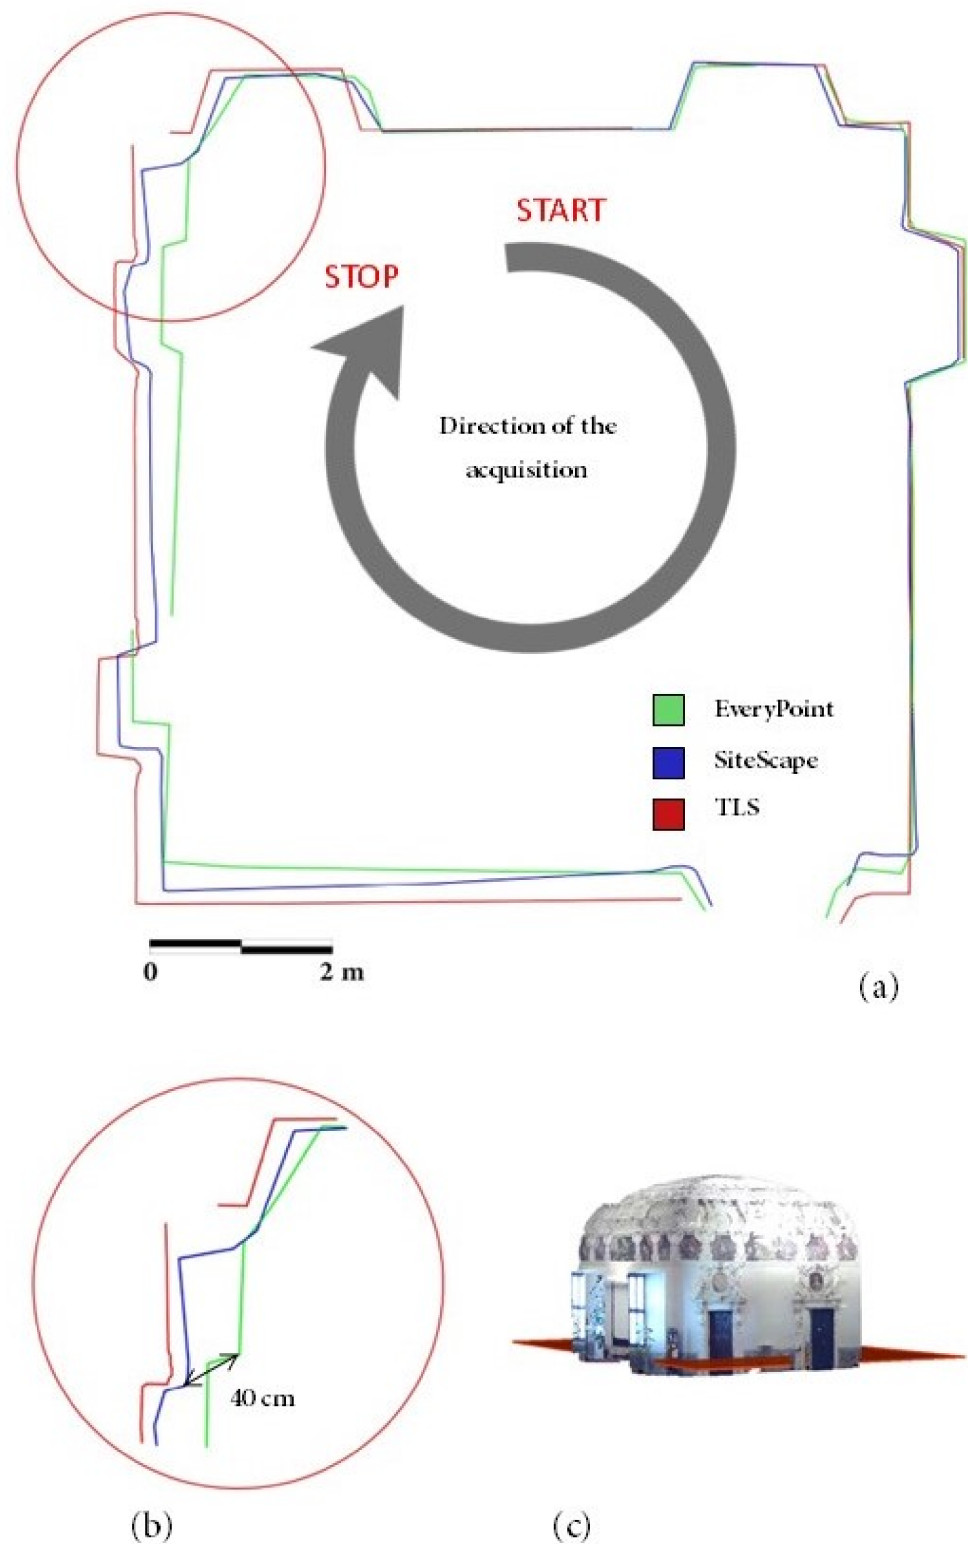 START
STOP
Direction of the
acquisition
EveryPoint
SiteScape
TLS
0 2 m
(a)
40 cm
(b) (c)